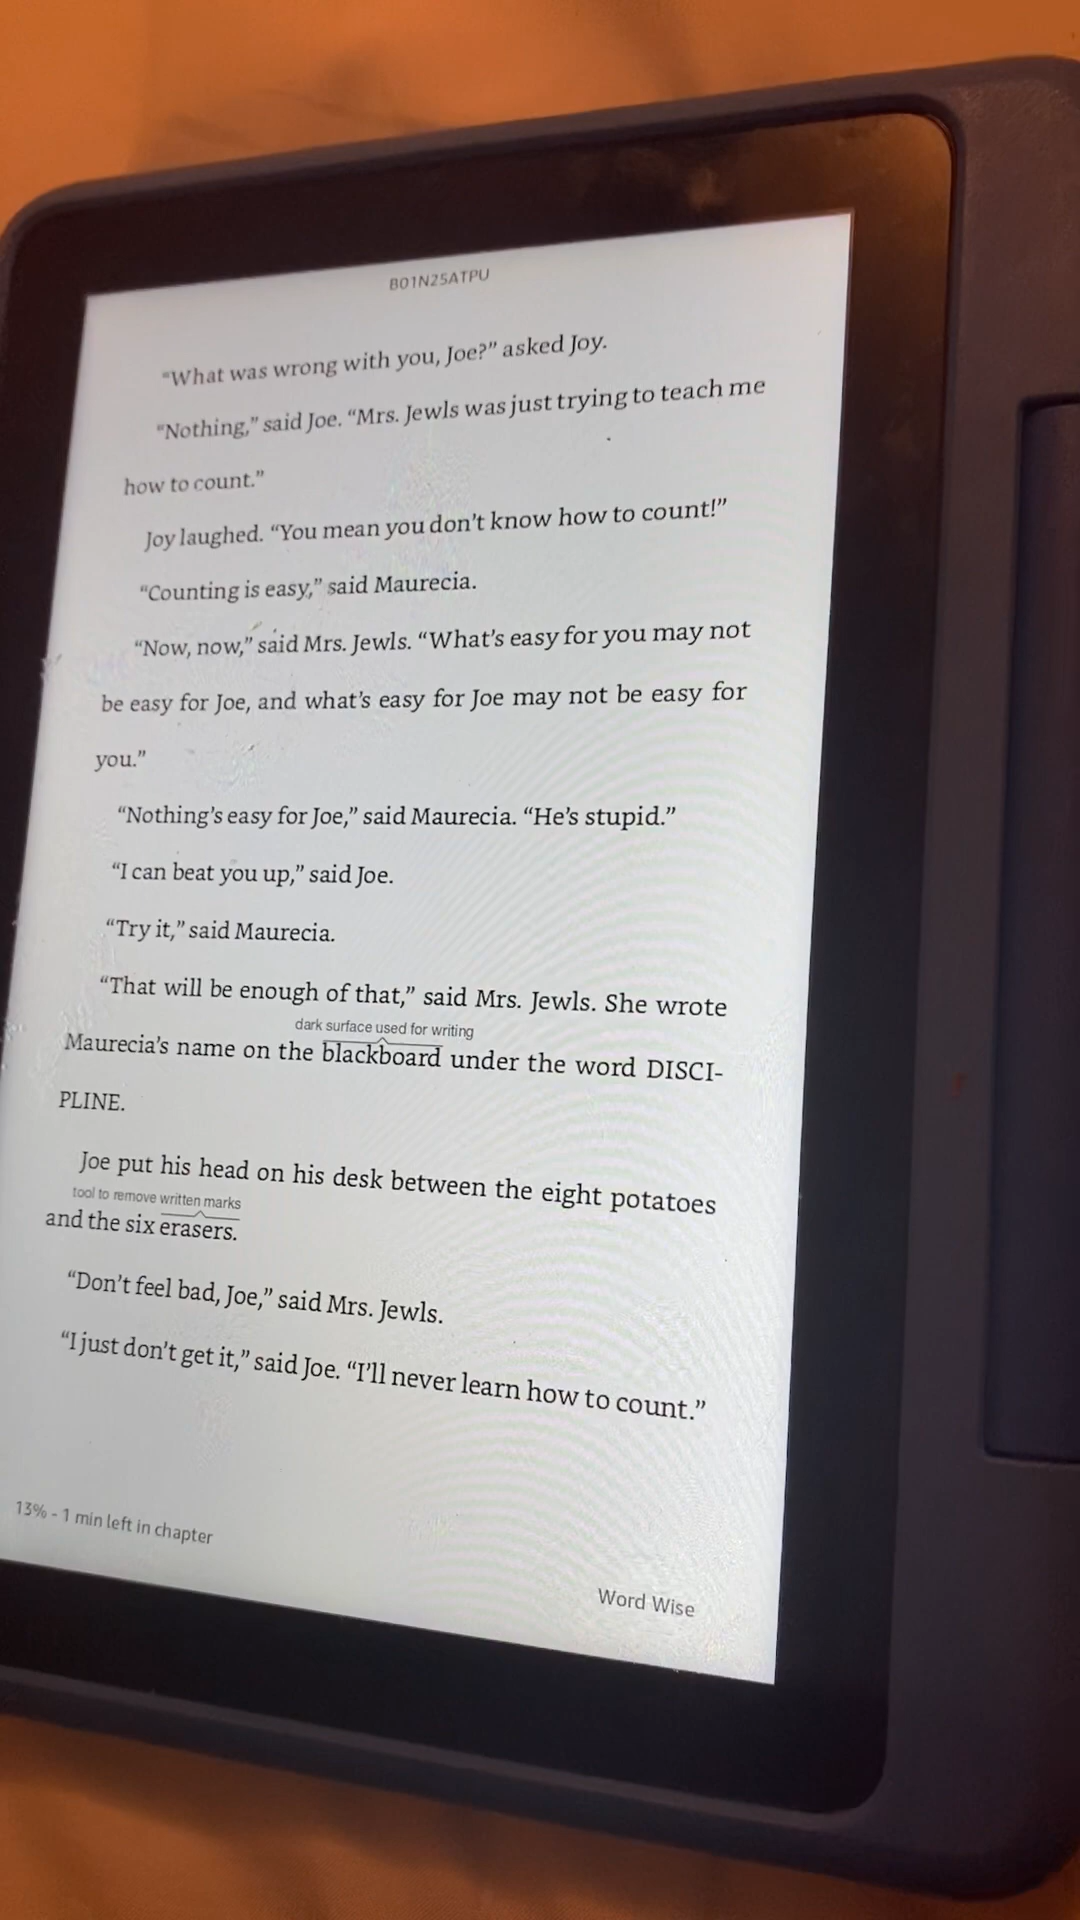 B01N25ATPU
“What was wrong with you, Joe?” asked Joy.
“Nothing,” said Joe. “Mrs. Jewls was just trying to teach me
how to count.”
Joy laughed. “You mean you don’t know how to count!”
“Counting is easy,” said Maurecia.
“Now, now,” said Mrs. Jewls. “What’s easy for you may not
be easy for Joe, and what’s easy for Joe may not be easy for
you.”
“Nothing’s easy for Joe,” said Maurecia. “He’s stupid.”
“I can beat you up,” said Joe.
“Try it,” said Maurecia.
“That will be enough of that,” said Mrs. Jewls. She wrote
dark surface used for writing
Maurecia’s name on the blackboard under the word DISCI-
PLINE.
Joe put his head on his desk between the eight potatoes
tool to remove written marks
and the six erasers.
“Don’t feel bad, Joe,” said Mrs. Jewls.
“I just don’t get it,” said Joe. “I’ll never learn how to count.”
13% - 1 min left in chapter
Word Wise